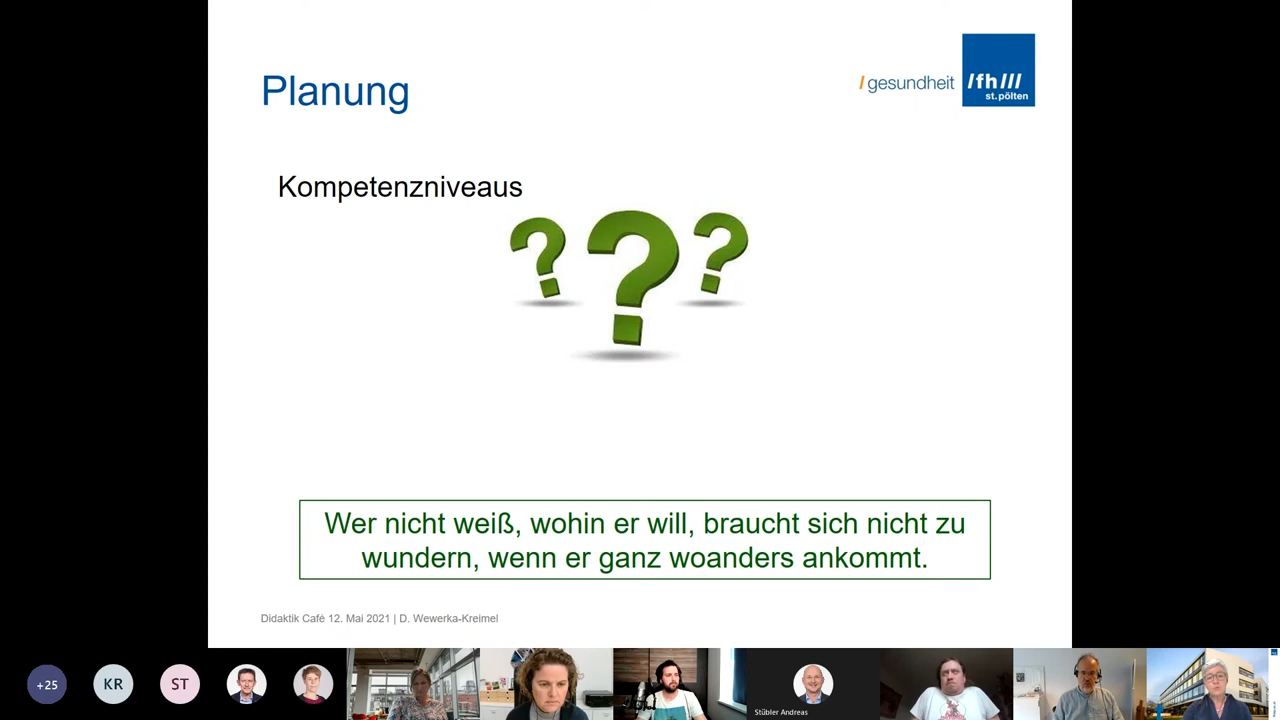 Planung
/ gesundheit
/fh///
st.pölten
Kompetenzniveaus
???
Wer nicht weiß, wohin er will, braucht sich nicht zu
wundern, wenn er ganz woanders ankommt.
Didaktik Café 12. Mai 2021 | D. Wewerka-Kreimel
+25
KR
ST
Stübler Andreas